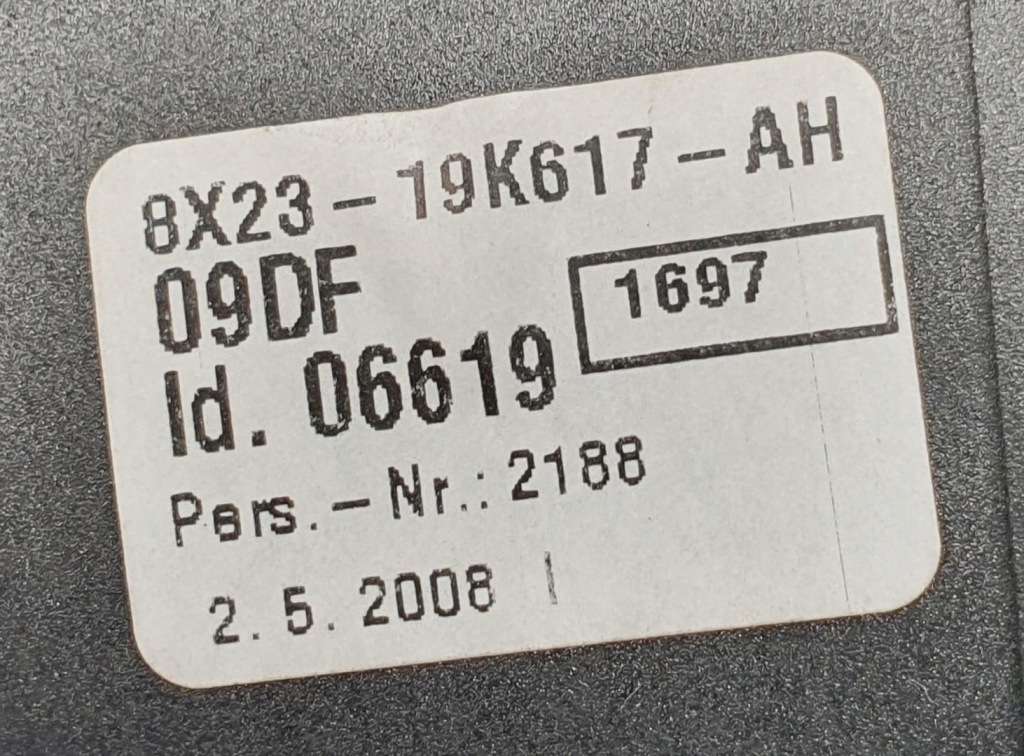 8X23-19K617-AH
09DF
1697
Id. 06619
Pers.-Nr.: 2188
2.5.2008